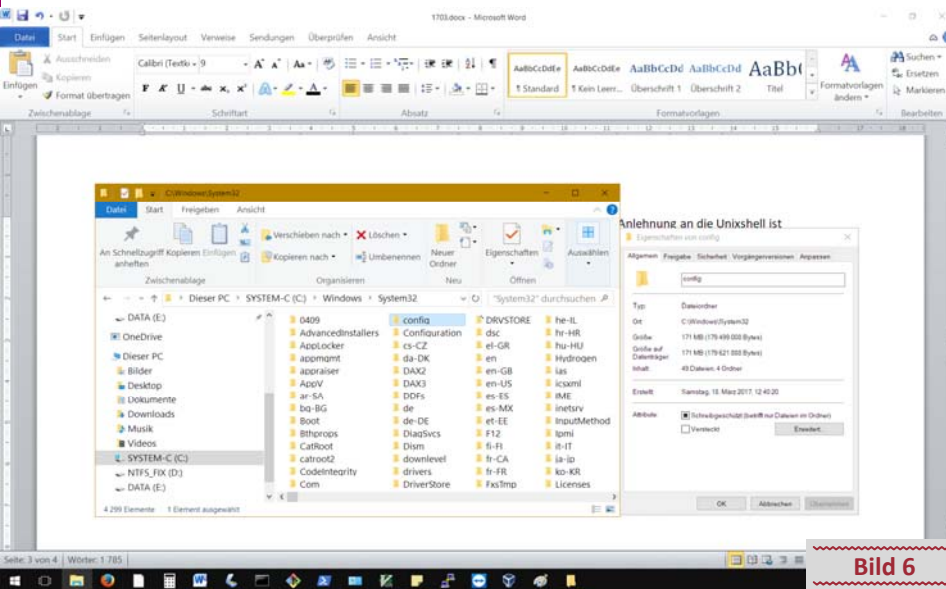 1703.docx - Microsoft Word
Datei Start Einfügen Seitenlayout Verweise Sendungen Überprüfen Ansicht
Einfügen
Ausschneiden
Kopieren
Format übertragen
Zwischenablage
Calibri (Textkı 9
F K U abc x, x²
Schriftart
Absatz
AaBbCcDdEe AaBbCcDdEe AaBbCcDd AaBbCcDd AaBb(
¶ Standard ¶ Kein Leerr... Überschrift 1 Überschrift 2 Titel
Formatvorlagen ändern
Formatvorlagen
Suchen
Ersetzen
Markieren
Bearbeiten
Anlehnung an die Unixshell ist
C:\Windows\System32
Datei Start Freigeben Ansicht
An Schnellzugriff anheften
Kopieren Einfügen
Zwischenablage
Verschieben nach
Kopieren nach
Löschen
Umbenennen
Organisieren
Neuer Ordner
Neu
Eigenschaften
Öffnen
Auswählen
Dieser PC › SYSTEM-C (C:) › Windows › System32
"System32" durchsuchen
DATA (E:)
OneDrive
Dieser PC
Bilder
Desktop
Dokumente
Downloads
Musik
Videos
SYSTEM-C (C:)
NTFS_FIX (D:)
DATA (E:)
0409
AdvancedInstallers
AppLocker
appmgmt
appraiser
AppV
ar-SA
bg-BG
Boot
Bthprops
CatRoot
catroot2
CodeIntegrity
Com
config
Configuration
cs-CZ
da-DK
DAX2
DAX3
DDFs
de
de-DE
DiagSvcs
Dism
downlevel
drivers
DriverStore
DRVSTORE
dsc
el-GR
en
en-GB
en-US
es-ES
es-MX
et-EE
F12
fi-FI
fr-CA
fr-FR
FxsTmp
he-IL
hr-HR
hu-HU
Hydrogen
ias
icsxml
IME
inetsrv
InputMethod
Ipmi
it-IT
ja-jp
ko-KR
Licenses
4 299 Elemente 1 Element ausgewählt
Eigenschaften von config
Allgemein Freigabe Sicherheit Vorgängerversionen Anpassen
config
Typ: Dateiordner
Ort: C:\Windows\System32
Größe: 171 MB (179 499 008 Bytes)
Größe auf Datenträger: 171 MB (179 621 888 Bytes)
Inhalt: 49 Dateien, 4 Ordner
Erstellt: Samstag, 18. März 2017, 12:40:20
Attribute: Schreibgeschützt (betrifft nur Dateien im Ordner)
Versteckt
Erweitert...
OK Abbrechen Übernehmen
Seite: 3 von 4 Wörter: 1 785
Bild 6